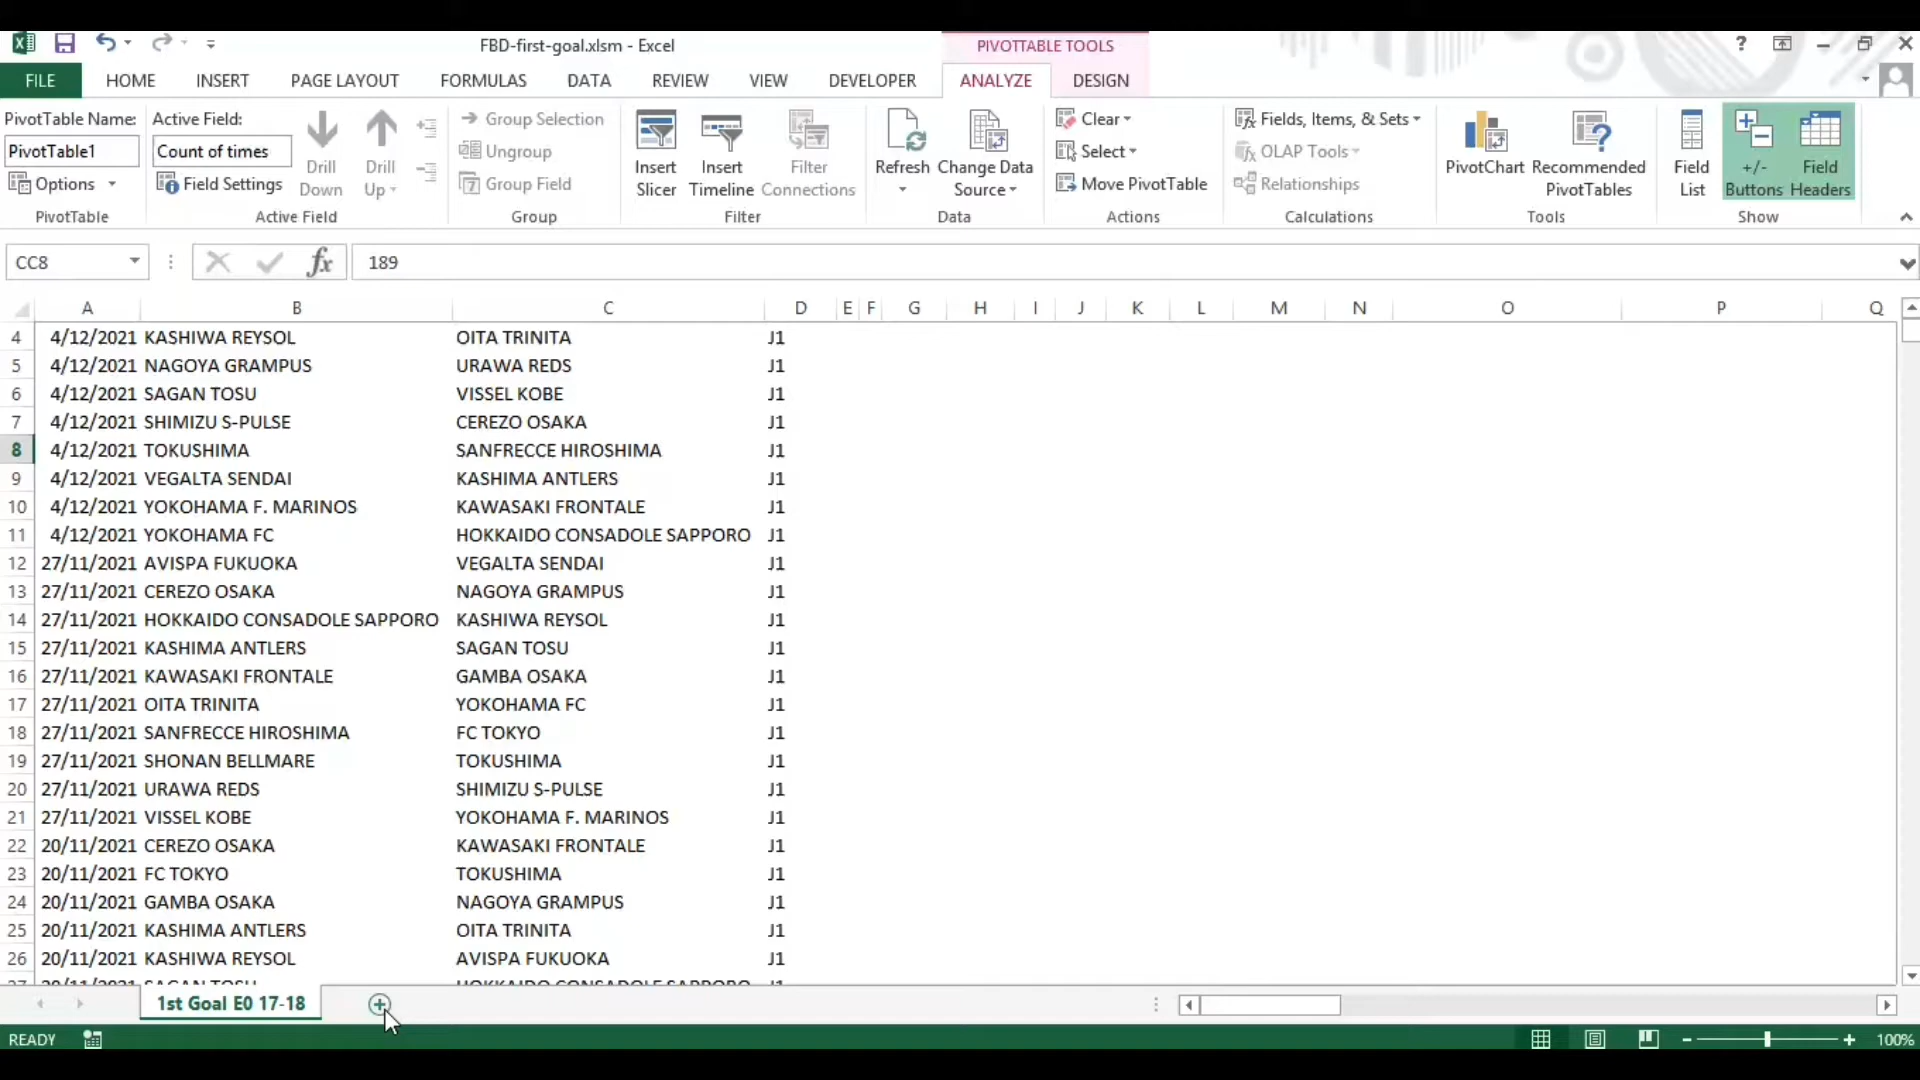 FBD-first-goal.xlsm - Excel
PIVOTTABLE TOOLS
?
FILE HOME INSERT PAGE LAYOUT FORMULAS DATA REVIEW VIEW DEVELOPER ANALYZE DESIGN
PivotTable Name:
PivotTable1
Options
PivotTable
Active Field:
Count of times
Field Settings
Drill Down
Drill Up
Active Field
Group Selection
Ungroup
Group Field
Group
Insert Slicer
Insert Timeline
Filter Connections
Filter
Refresh
Change Data Source
Data
Clear
Select
Move PivotTable
Actions
Fields, Items, & Sets
OLAP Tools
Relationships
Calculations
PivotChart
Recommended PivotTables
Tools
Field List
+/- Buttons
Field Headers
Show
CC8 fx 189
A B C D E F G H I J K L M N O P Q
4 4/12/2021 KASHIWA REYSOL OITA TRINITA J1
5 4/12/2021 NAGOYA GRAMPUS URAWA REDS J1
6 4/12/2021 SAGAN TOSU VISSEL KOBE J1
7 4/12/2021 SHIMIZU S-PULSE CEREZO OSAKA J1
8 4/12/2021 TOKUSHIMA SANFRECCE HIROSHIMA J1
9 4/12/2021 VEGALTA SENDAI KASHIMA ANTLERS J1
10 4/12/2021 YOKOHAMA F. MARINOS KAWASAKI FRONTALE J1
11 4/12/2021 YOKOHAMA FC HOKKAIDO CONSADOLE SAPPORO J1
12 27/11/2021 AVISPA FUKUOKA VEGALTA SENDAI J1
13 27/11/2021 CEREZO OSAKA NAGOYA GRAMPUS J1
14 27/11/2021 HOKKAIDO CONSADOLE SAPPORO KASHIWA REYSOL J1
15 27/11/2021 KASHIMA ANTLERS SAGAN TOSU J1
16 27/11/2021 KAWASAKI FRONTALE GAMBA OSAKA J1
17 27/11/2021 OITA TRINITA YOKOHAMA FC J1
18 27/11/2021 SANFRECCE HIROSHIMA FC TOKYO J1
19 27/11/2021 SHONAN BELLMARE TOKUSHIMA J1
20 27/11/2021 URAWA REDS SHIMIZU S-PULSE J1
21 27/11/2021 VISSEL KOBE YOKOHAMA F. MARINOS J1
22 20/11/2021 CEREZO OSAKA KAWASAKI FRONTALE J1
23 20/11/2021 FC TOKYO TOKUSHIMA J1
24 20/11/2021 GAMBA OSAKA NAGOYA GRAMPUS J1
25 20/11/2021 KASHIMA ANTLERS OITA TRINITA J1
26 20/11/2021 KASHIWA REYSOL AVISPA FUKUOKA J1
1st Goal E0 17-18
READY 100%